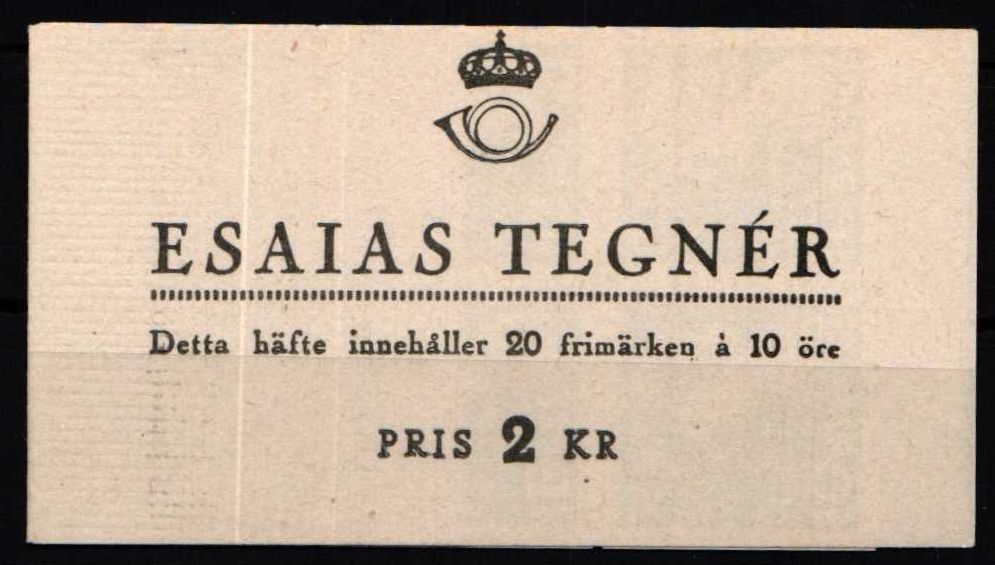 ESAIAS TEGNÉR
Detta häfte innehåller 20 frimärken à 10 öre
PRIS 2 KR